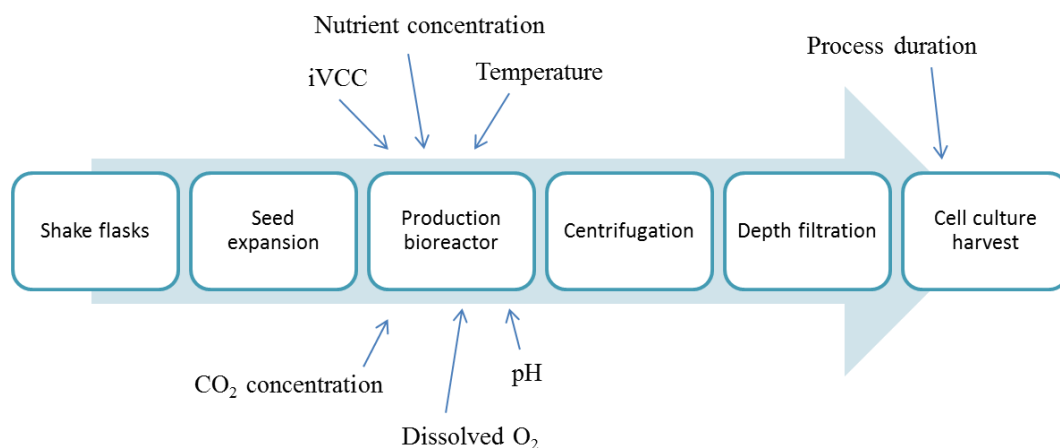 Nutrient concentration
Process duration
iVCC
Temperature
Shake flasks
Seed
expansion
Production
bioreactor
Centrifugation
Depth filtration
Cell culture
harvest
CO₂ concentration
pH
Dissolved O₂